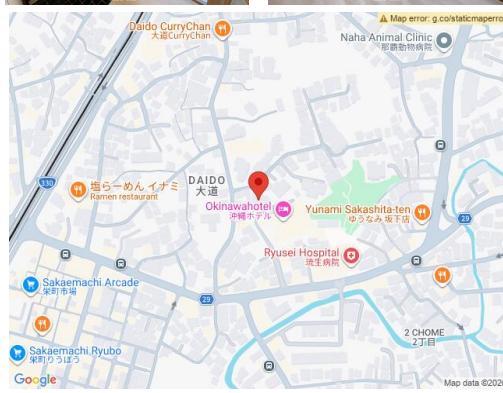 Map error: g.co/staticmaperro
Daido CurryChan
大道CurryChan
Naha Animal Clinic
那覇動物病院
330
塩らーめん イナミ
Ramen restaurant
DAIDO
大道
Okinawahotel
沖縄ホテル
Yunami Sakashita-ten
ゆうなみ 坂下店
29
Ryusei Hospital
琉生病院
Sakaemachi Arcade
栄町市場
29
2 CHOME
2丁目
Sakaemachi Ryubo
栄町りうぼう
Google
Map data ©2026